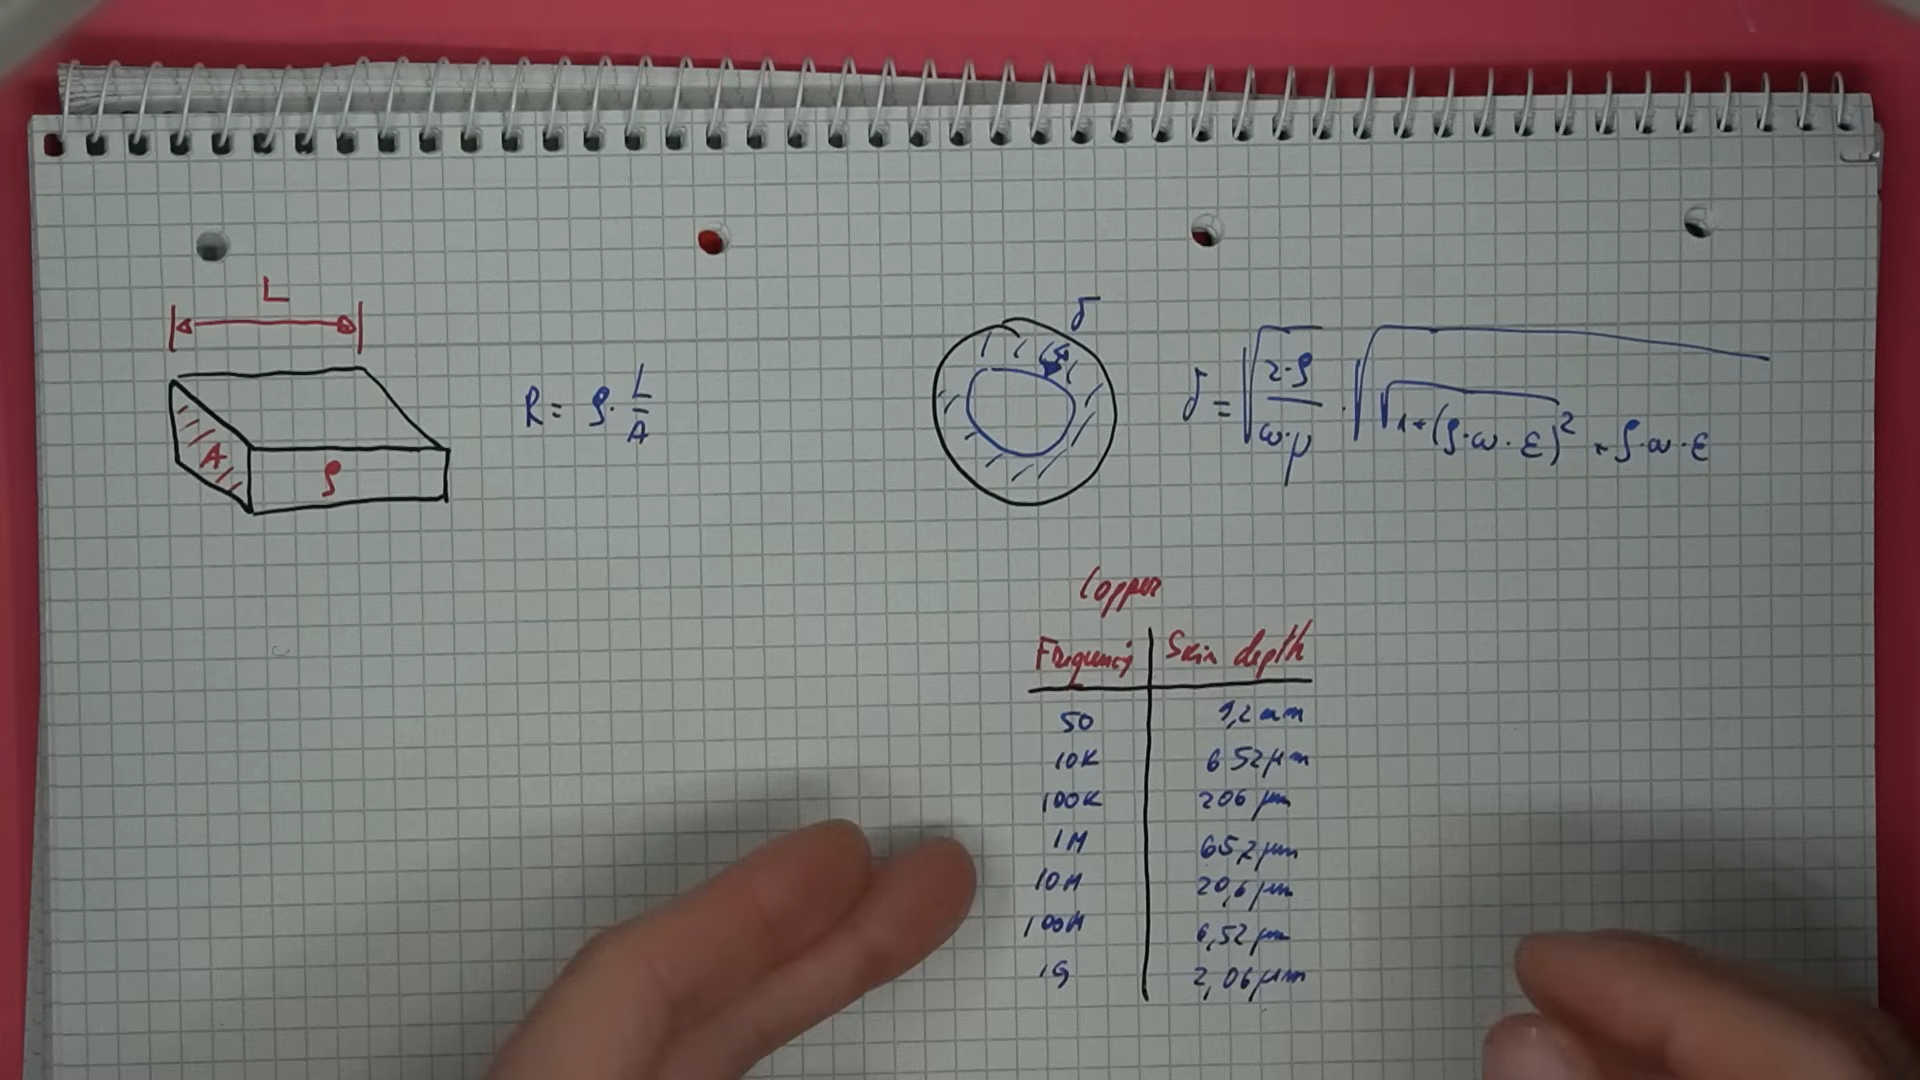 L
A
ρ
R = ρ · L/A
δ
δ = √(2·ρ / ω·μ) · √(√(1+(ρ·ω·ε)²) + ρ·ω·ε)
Copper
Frequency Skin depth
50 9,2 mm
10K 652 μm
100K 206 μm
1M 65,2 μm
10M 20,6 μm
100M 6,52 μm
1G 2,06 μm